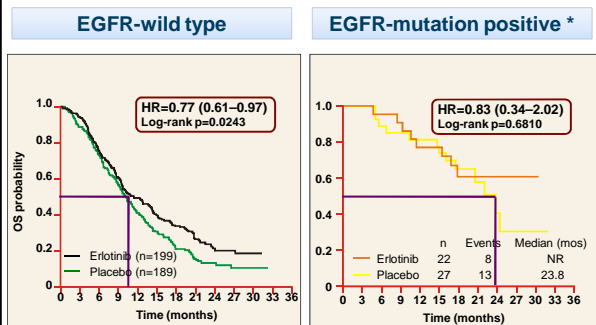 EGFR-wild type
HR=0.77 (0.61–0.97)
Log-rank p=0.0243
OS probability
1.0
0.8
0.6
0.4
0.2
0
Erlotinib (n=199)
Placebo (n=189)
0 3 6 9 12 15 18 21 24 27 30 33 36
Time (months)
EGFR-mutation positive *
HR=0.83 (0.34–2.02)
Log-rank p=0.6810
1.0
0.8
0.6
0.4
0.2
0
n Events Median (mos)
Erlotinib 22 8 NR
Placebo 27 13 23.8
0 3 6 9 12 15 18 21 24 27 30 33 36
Time (months)